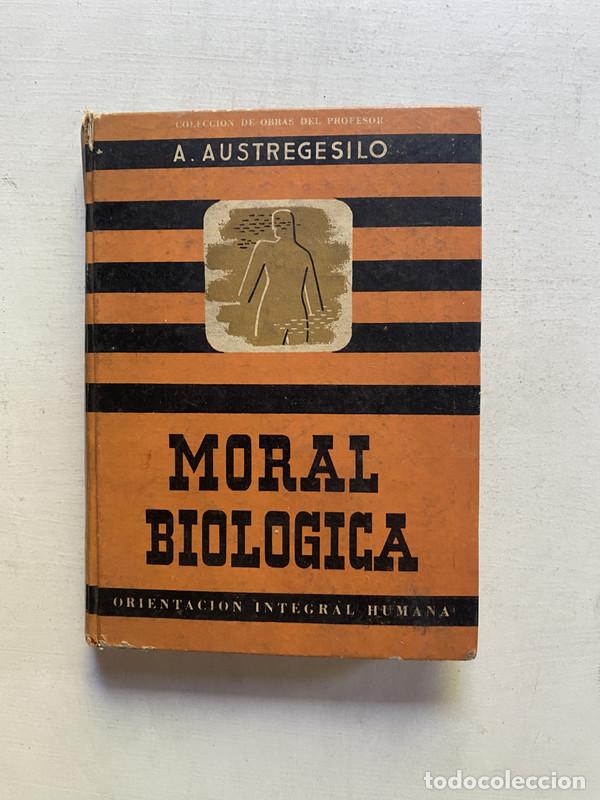 COLECCION DE OBRAS DEL PROFESOR
A. AUSTREGESILO
MORAL
BIOLOGICA
ORIENTACION INTEGRAL HUMANA
todocoleccion